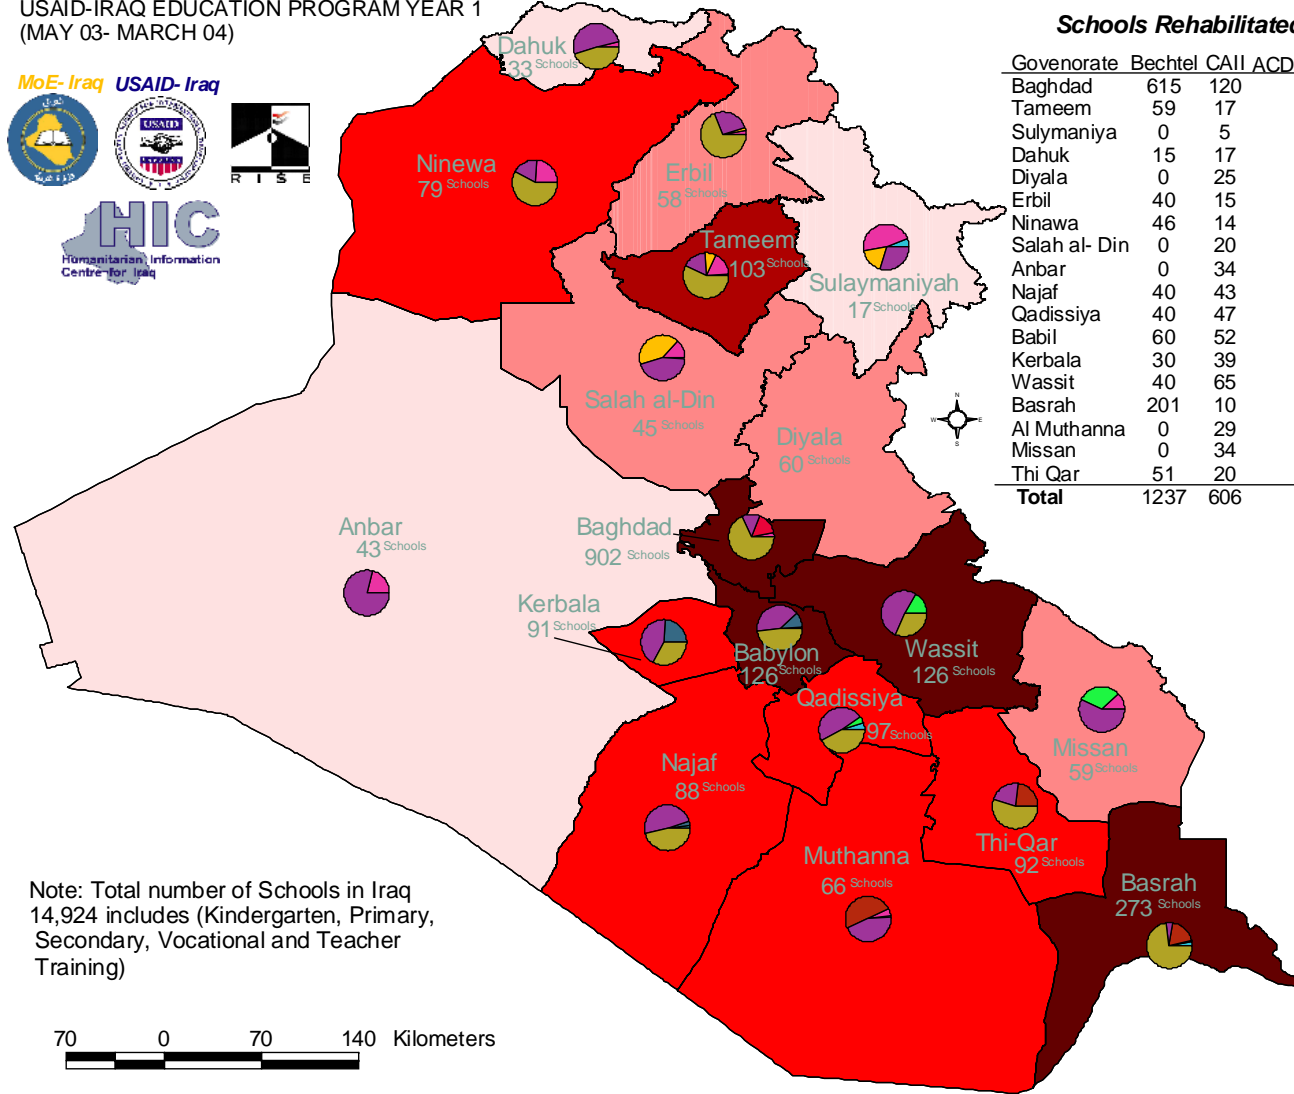 USAID-IRAQ EDUCATION PROGRAM YEAR 1
(MAY 03- MARCH 04)
MoE- Iraq USAID- Iraq
USAID
RISE
HIC
Humanitarian Information
Centre for Iraq
Schools Rehabilitated
Govenorate Bechtel CAII ACD
Baghdad 615 120
Tameem 59 17
Sulymaniya 0 5
Dahuk 15 17
Diyala 0 25
Erbil 40 15
Ninawa 46 14
Salah al- Din 0 20
Anbar 0 34
Najaf 40 43
Qadissiya 40 47
Babil 60 52
Kerbala 30 39
Wassit 40 65
Basrah 201 10
Al Muthanna 0 29
Missan 0 34
Thi Qar 51 20
Total 1237 606
Dahuk
33 Schools
Ninewa
79 Schools
Erbil
58 Schools
Tameem
103 Schools
Sulaymaniyah
17 Schools
Salah al-Din
45 Schools
Diyala
60 Schools
N
W E
S
Anbar
43 Schools
Baghdad
902 Schools
Kerbala
91 Schools
Babylon
126 Schools
Wassit
126 Schools
Qadissiya
97 Schools
Missan
59 Schools
Najaf
88 Schools
Muthanna
66 Schools
Thi-Qar
92 Schools
Basrah
273 Schools
Note: Total number of Schools in Iraq
14,924 includes (Kindergarten, Primary,
Secondary, Vocational and Teacher
Training)
70 0 70 140 Kilometers